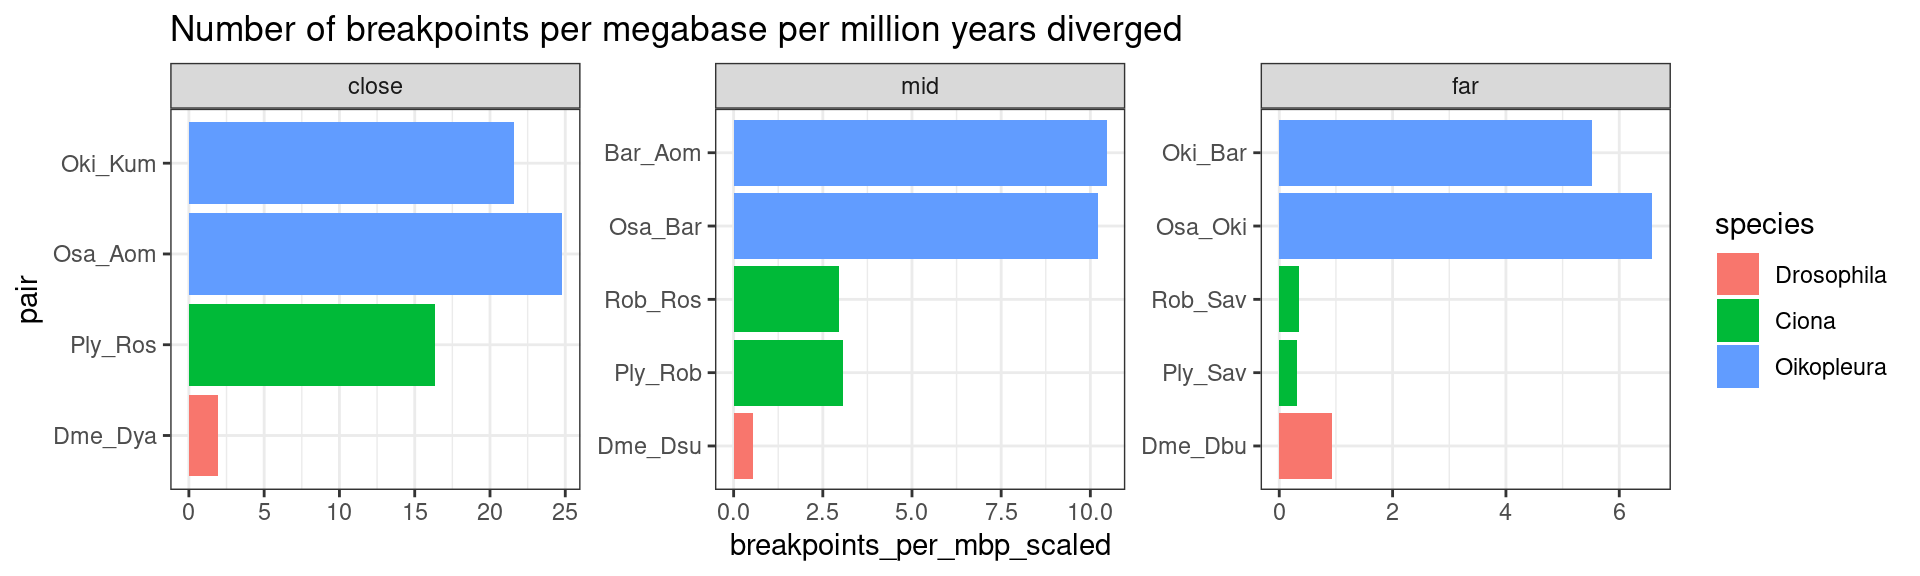 Number of breakpoints per megabase per million years diverged
close
mid
far
pair
Oki_Kum
Osa_Aom
Ply_Ros
Dme_Dya
0 5 10 15 20 25
Bar_Aom
Osa_Bar
Rob_Ros
Ply_Rob
Dme_Dsu
0.0 2.5 5.0 7.5 10.0
Oki_Bar
Osa_Oki
Rob_Sav
Ply_Sav
Dme_Dbu
0 2 4 6
breakpoints_per_mbp_scaled
species
Drosophila
Ciona
Oikopleura